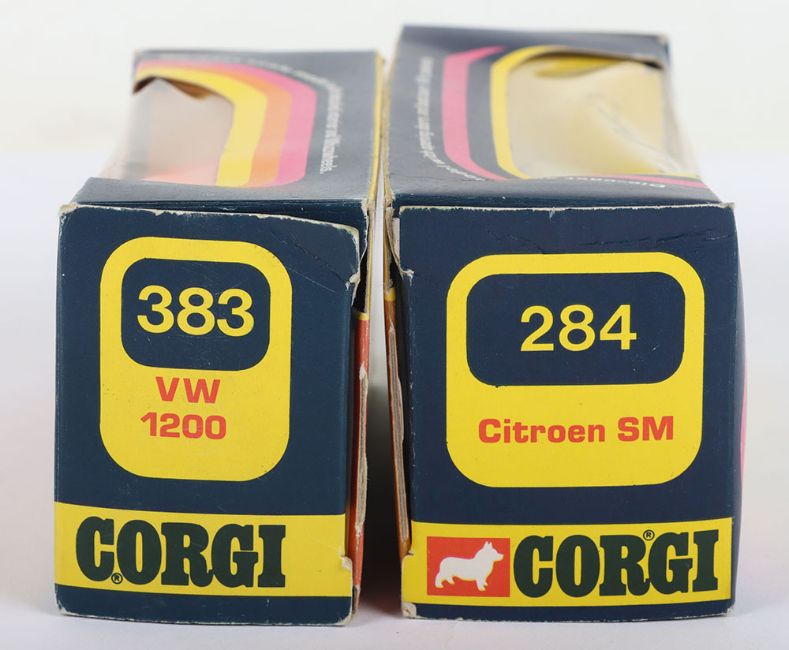 383
VW
1200
CORGI®
284
Citroen SM
CORGI®